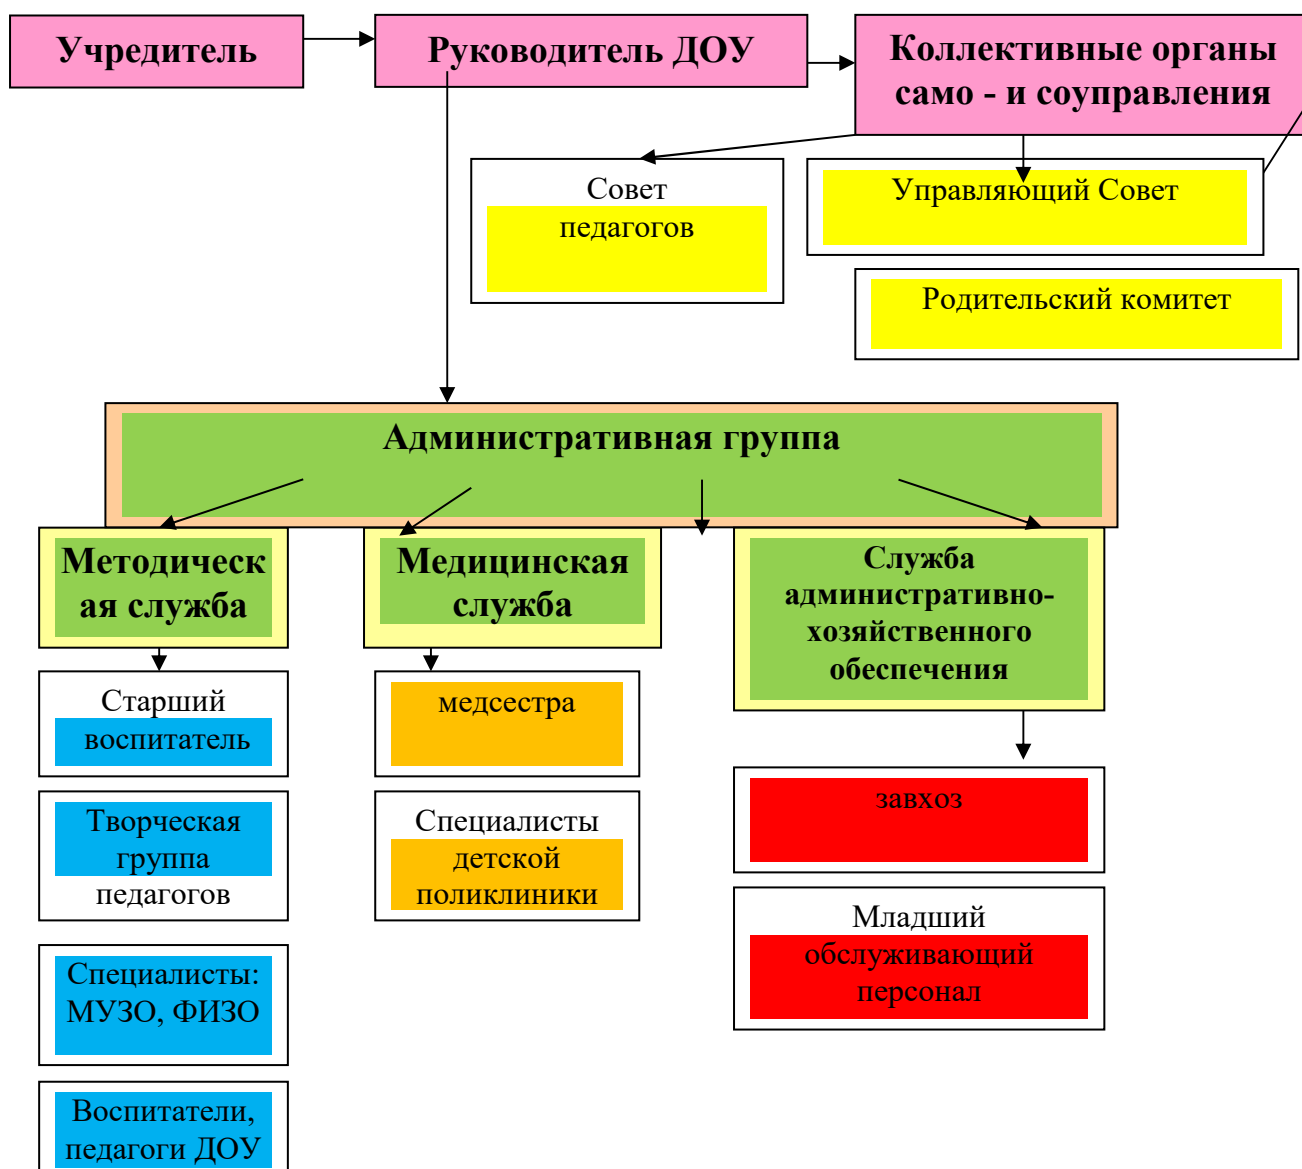 Учредитель
Руководитель ДОУ
Коллективные органы
само - и соуправления
Совет
педагогов
Управляющий Совет
Родительский комитет
Административная группа
Методическ
ая служба
Медицинская
служба
Служба
административно-
хозяйственного
обеспечения
Старший
воспитатель
Творческая
группа
педагогов
Специалисты:
МУЗО, ФИЗО
Воспитатели,
педагоги ДОУ
медсестра
Специалисты
детской
поликлиники
завхоз
Младший
обслуживающий
персонал